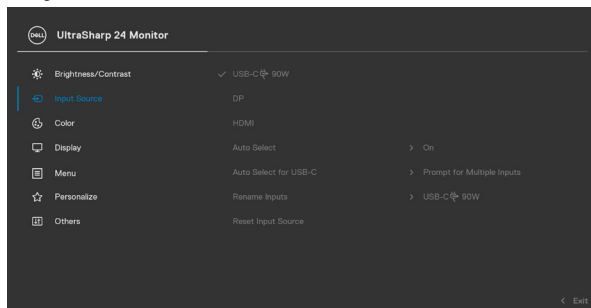 DELL UltraSharp 24 Monitor
Brightness/Contrast USB-C 90W
Input Source DP
Color HDMI
Display Auto Select On
Menu Auto Select for USB-C Prompt for Multiple Inputs
Personalize Rename Inputs USB-C 90W
Others Reset Input Source
Exit